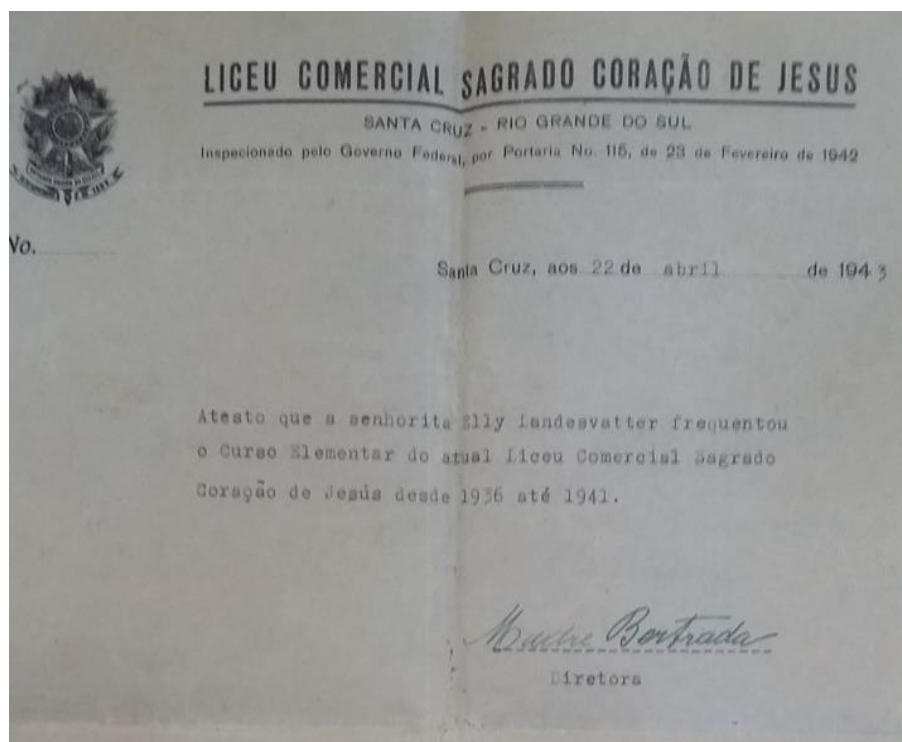 LICEU COMERCIAL SAGRADO CORAÇÃO DE JESUS
SANTA CRUZ - RIO GRANDE DO SUL
Inspecionado pelo Governo Federal, por Portaria No. 115, de 23 de Fevereiro de 1942
No.
Santa Cruz, aos 22 de abril de 1943
Atesto que a senhorita Elly Landesvatter frequentou
o Curso Elementar do atual Liceu Comercial Sagrado
Coração de Jesús desde 1936 até 1941.
Madre Bertrada
Diretora